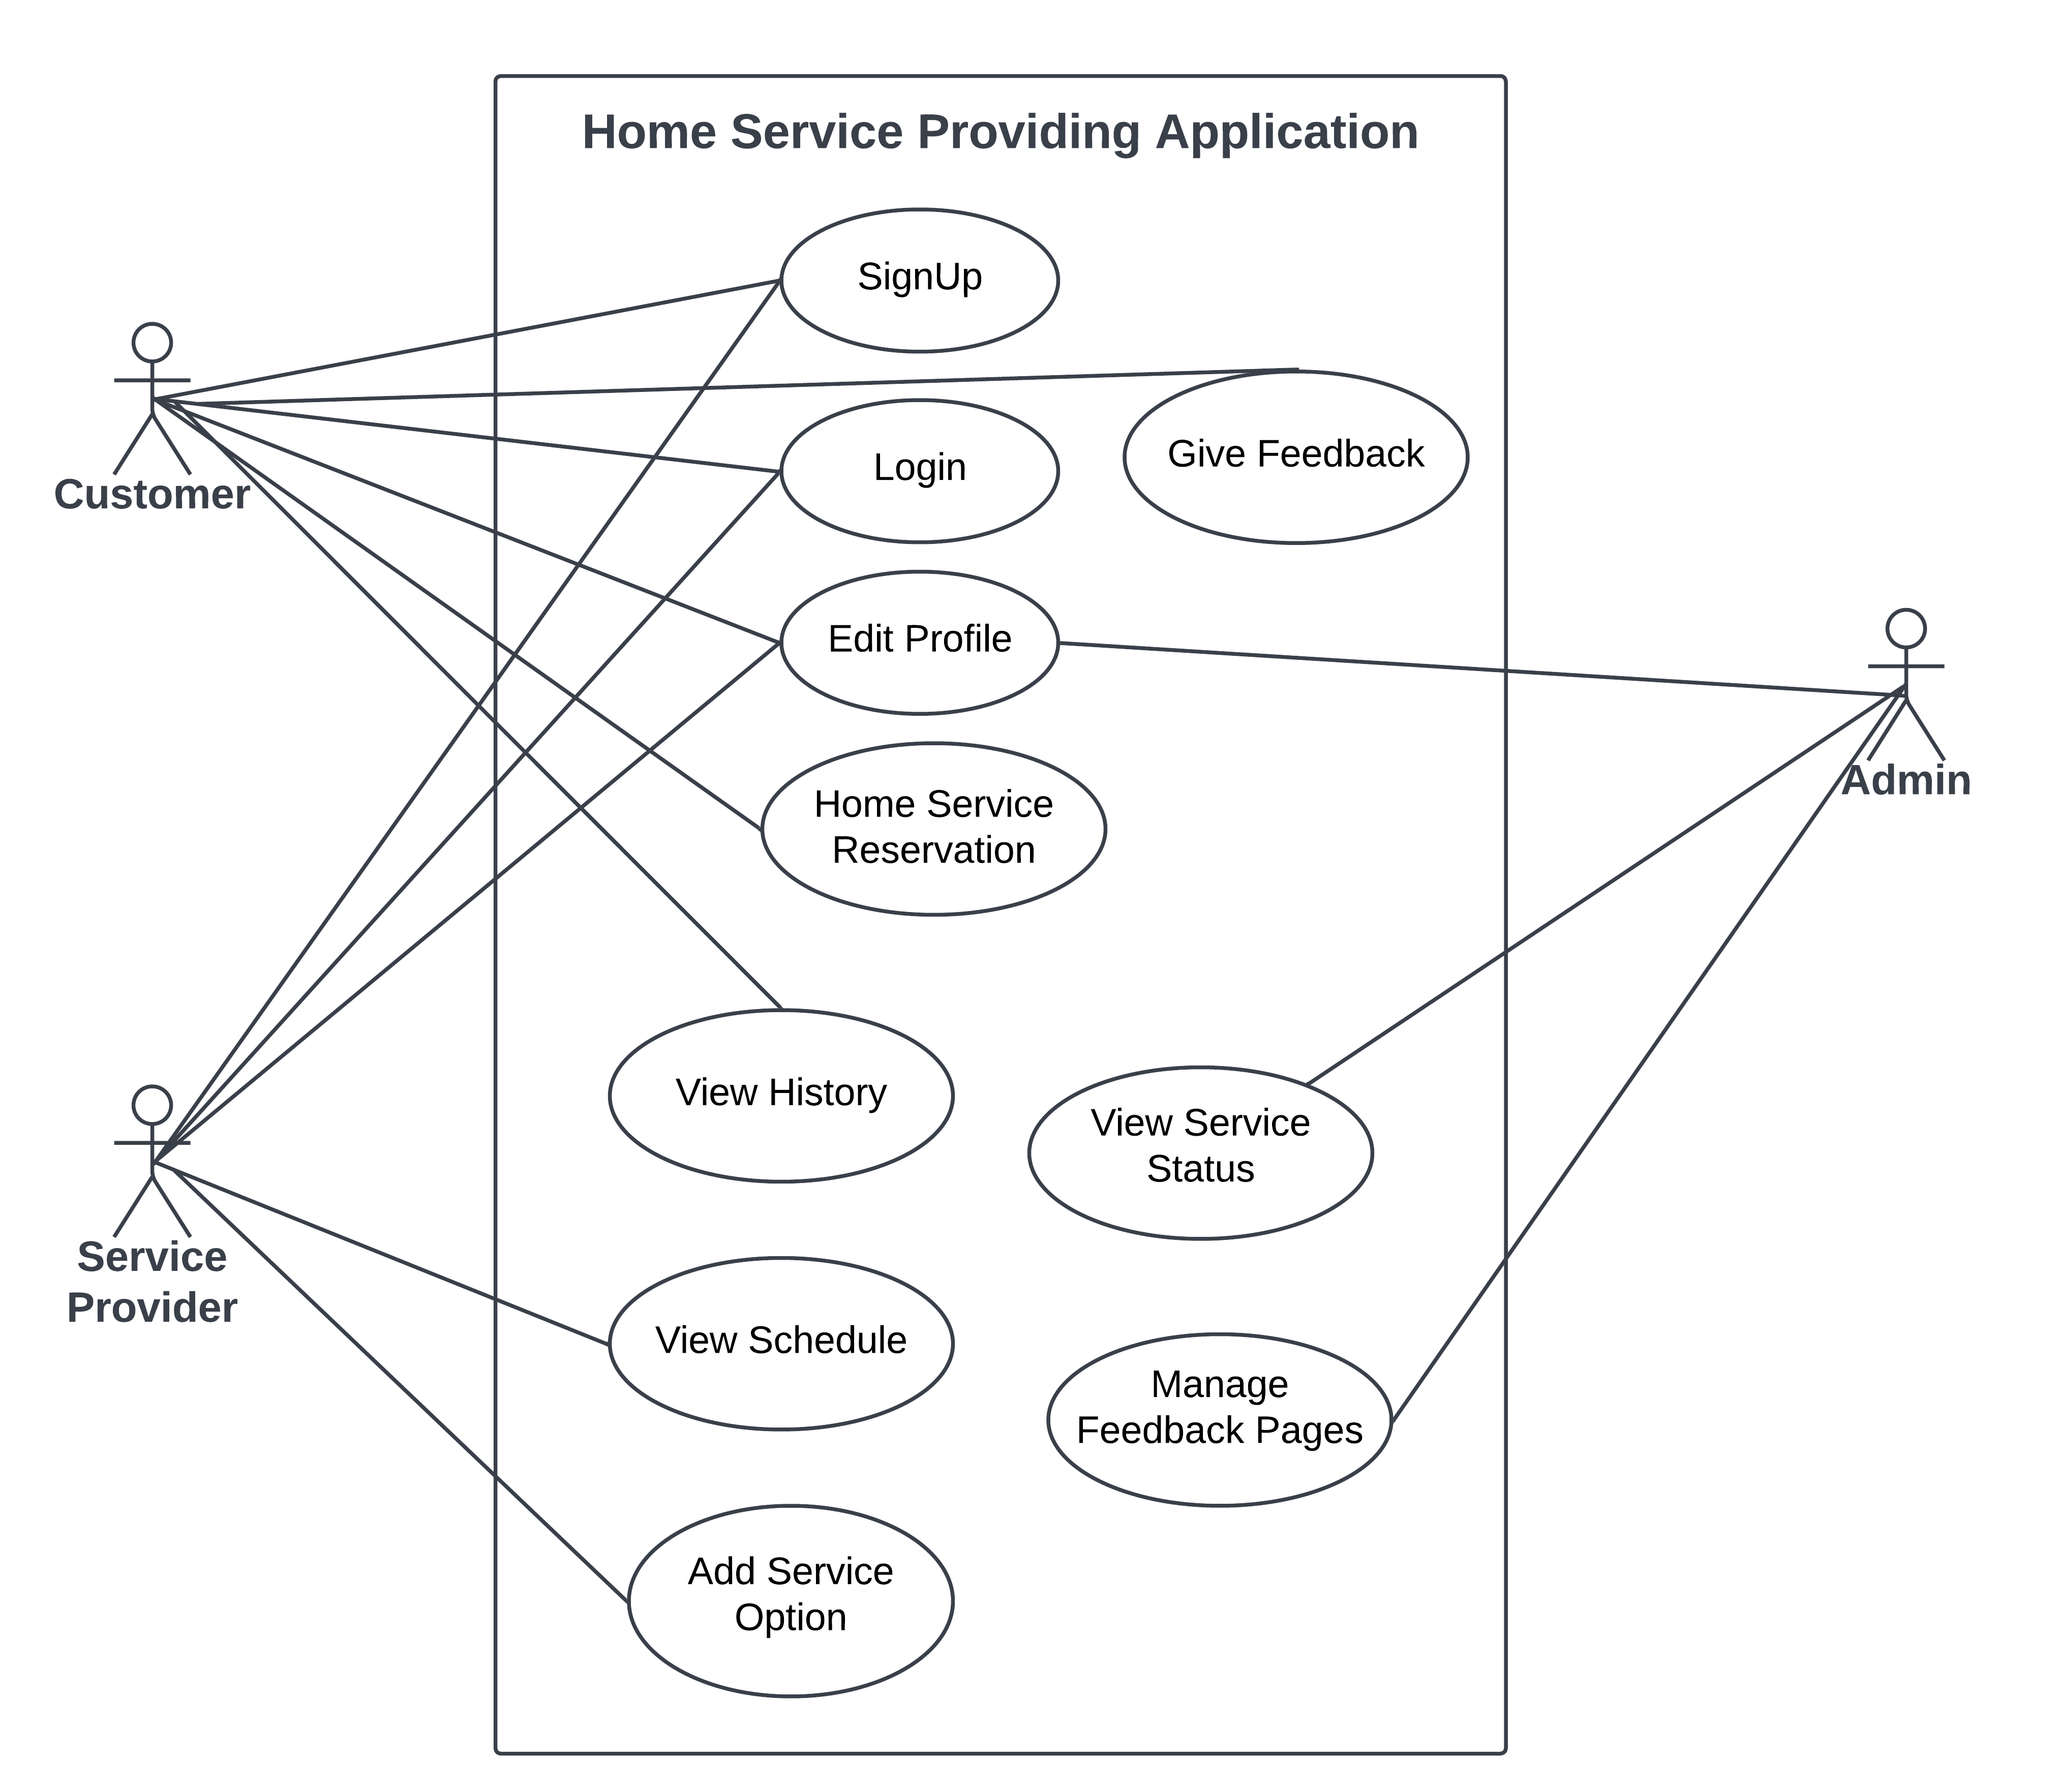 Home Service Providing Application
SignUp
Give Feedback
Login
Customer
Edit Profile
Admin
Home Service
Reservation
View History
View Service
Status
Service
Provider
View Schedule
Manage
Feedback Pages
Add Service
Option